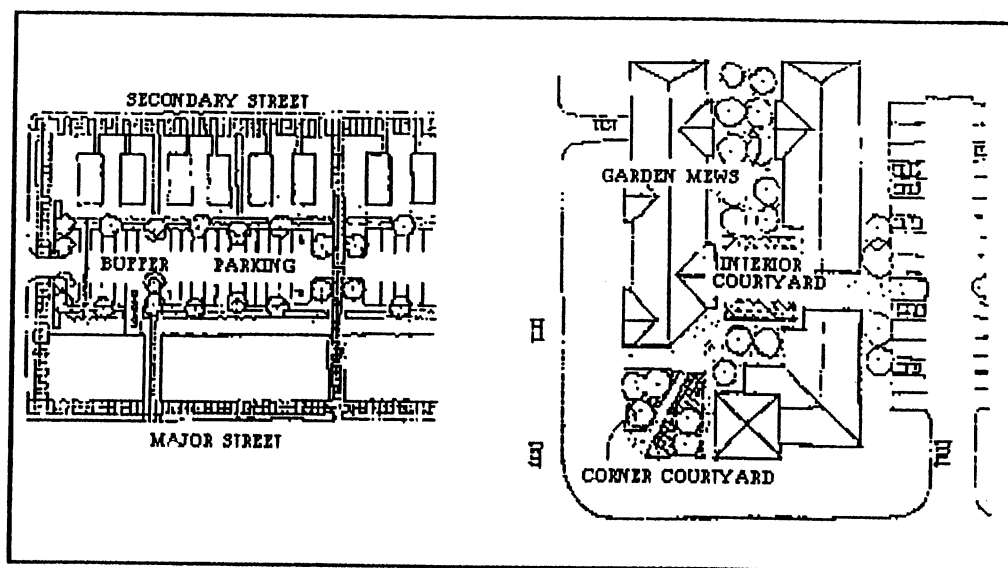 SECONDARY STREET
BUFFER PARKING
MAJOR STREET
GARDEN MEWS
INTERIOR
COURTYARD
CORNER COURTYARD